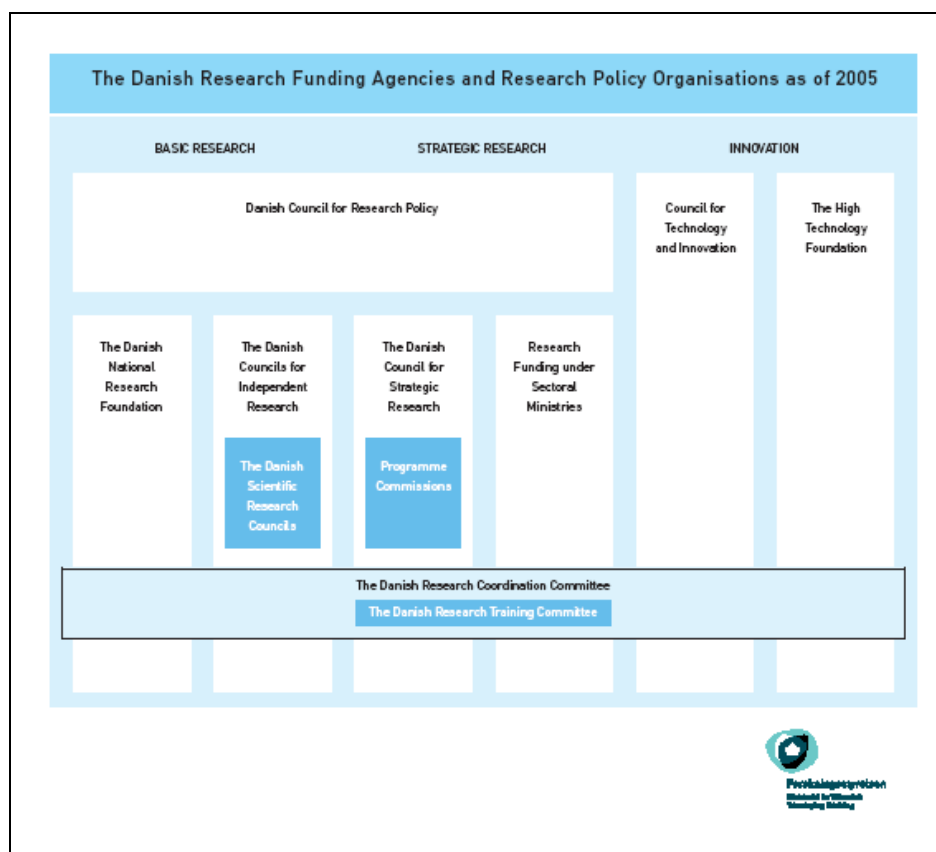 The Danish Research Funding Agencies and Research Policy Organisations as of 2005
BASIC RESEARCH
STRATEGIC RESEARCH
INNOVATION
Danish Council for Research Policy
Council for
Technology
and Innovation
The High
Technology
Foundation
The Danish
National
Research
Foundation
The Danish
Councils for
Independent
Research
The Danish
Council for
Strategic
Research
Research
Funding under
Sectoral
Ministries
The Danish
Scientific
Research
Councils
Programme
Commissions
The Danish Research Coordination Committee
The Danish Research Training Committee
Forskningsstyrelsen